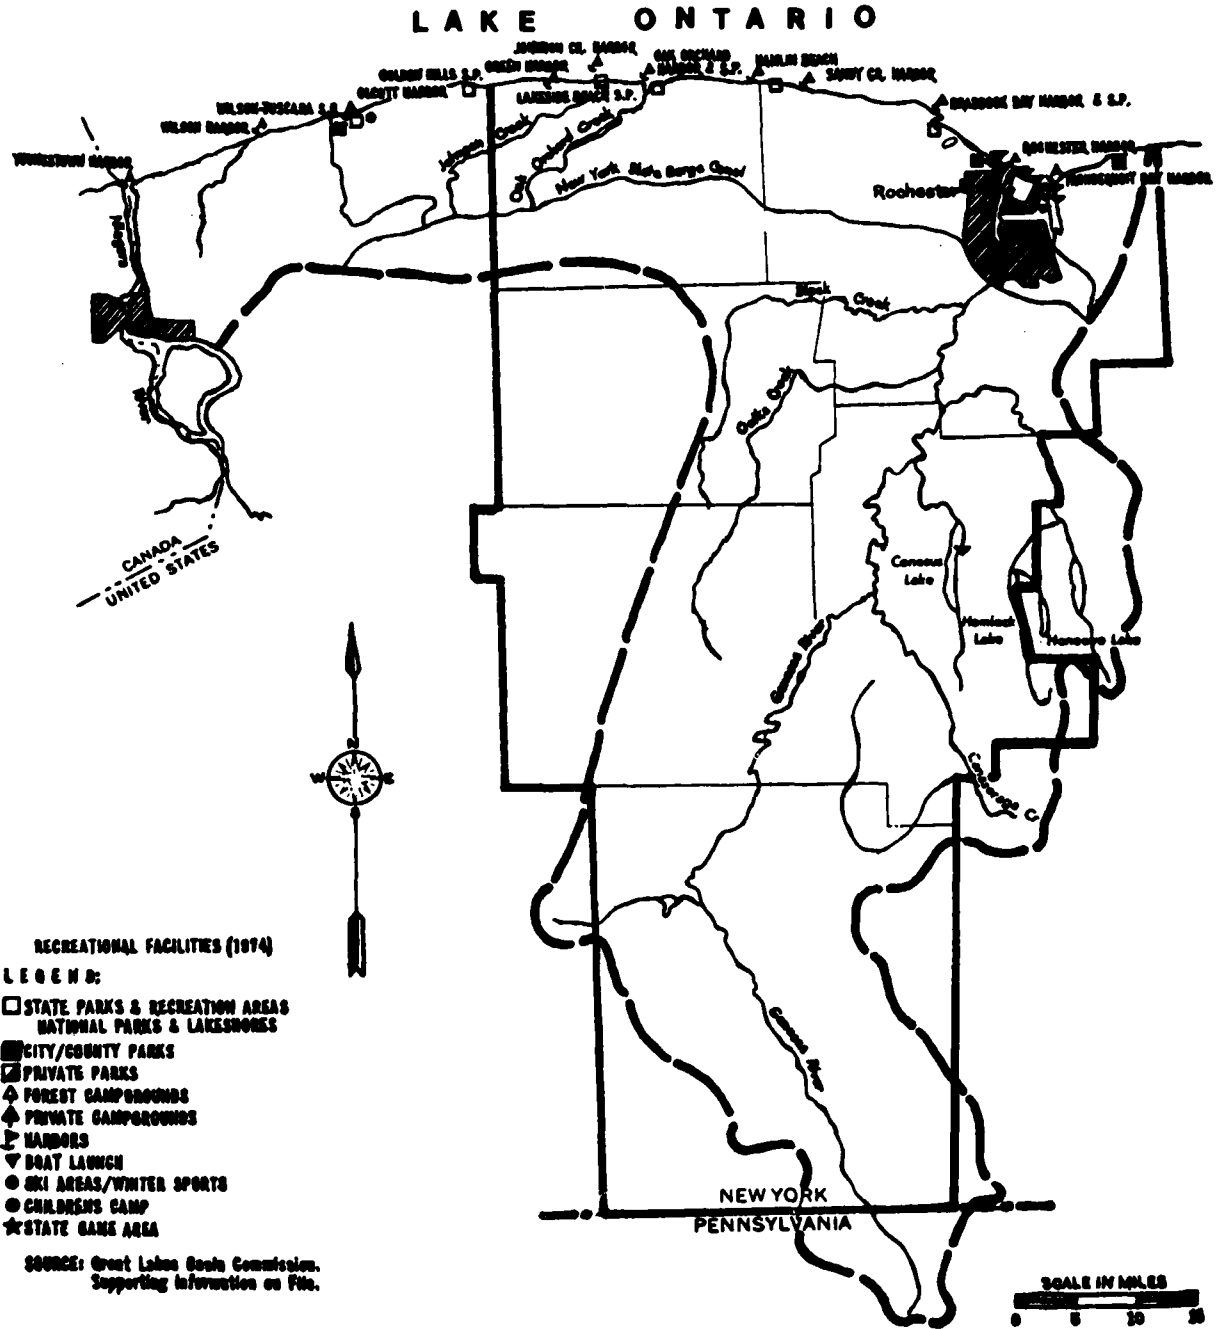 LAKE ONTARIO
JOHNSON CR. HARBOR
OAK ORCHARD
HARBOR & S.P.
HAMLIN BEACH
GOLDEN HILLS S.P.
GREEN HARBOR
SANDY CR. HARBOR
OLCOTT HARBOR
LAKESIDE BEACH S.P.
WILSON-TUSCARA S.P.
BRADDOCK BAY HARBOR & S.P.
WILSON HARBOR
YOUNGSTOWN HARBOR
ROCHESTER HARBOR
IRONDEQUOIT BAY HARBOR
Johnson Creek
Oak Orchard Creek
New York State Barge Canal
Rochester
Niagara
River
Black Creek
Oatka Creek
CANADA
UNITED STATES
Conesus
Lake
Hemlock
Lake
Honeoye Lake
Genesee River
N
W
E
Canaseraga C.
Genesee River
NEW YORK
PENNSYLVANIA
RECREATIONAL FACILITIES (1974)
LEGEND:
STATE PARKS & RECREATION AREAS
NATIONAL PARKS & LAKESHORES
CITY/COUNTY PARKS
PRIVATE PARKS
FOREST CAMPGROUNDS
PRIVATE CAMPGROUNDS
HARBORS
BOAT LAUNCH
SKI AREAS/WINTER SPORTS
CHILDRENS CAMP
STATE GAME AREA
SOURCE: Great Lakes Basin Commission.
Supporting Information on File.
SCALE IN MILES
0 5 10 15